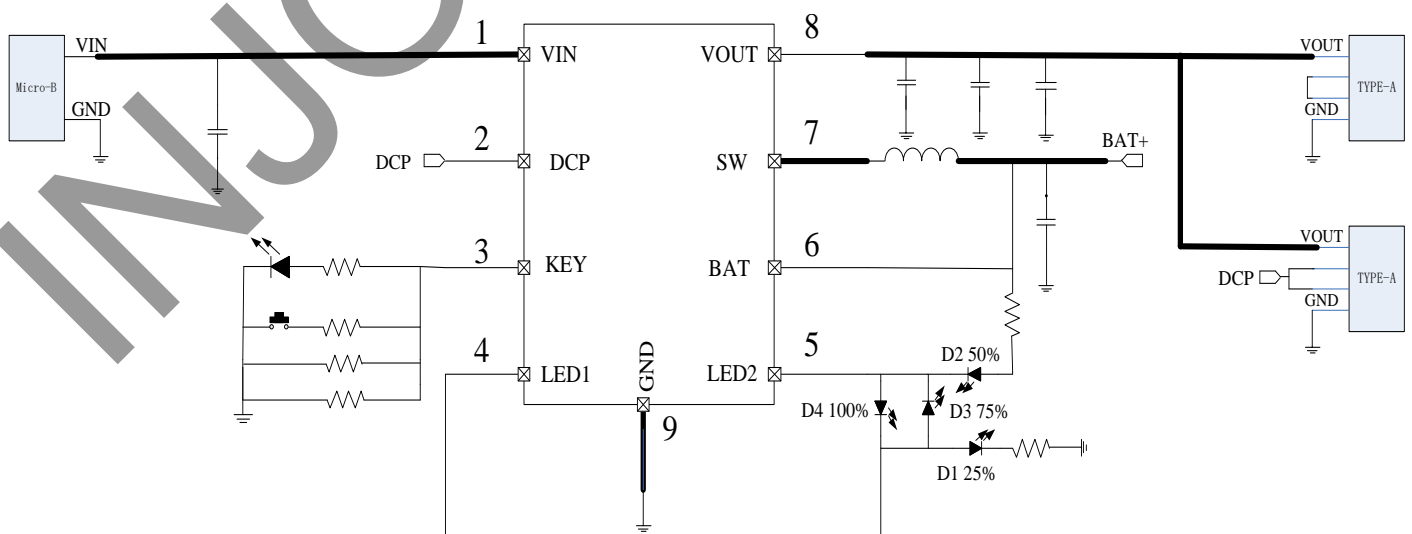 INJO
1
8
VIN
VIN
VOUT
VOUT
Micro-B
TYPE-A
GND
GND
2
7
BAT+
DCP
DCP
SW
VOUT
3
6
KEY
BAT
DCP
TYPE-A
GND
4
5
D2 50%
LED1
GND
LED2
D4 100%
D3 75%
9
D1 25%